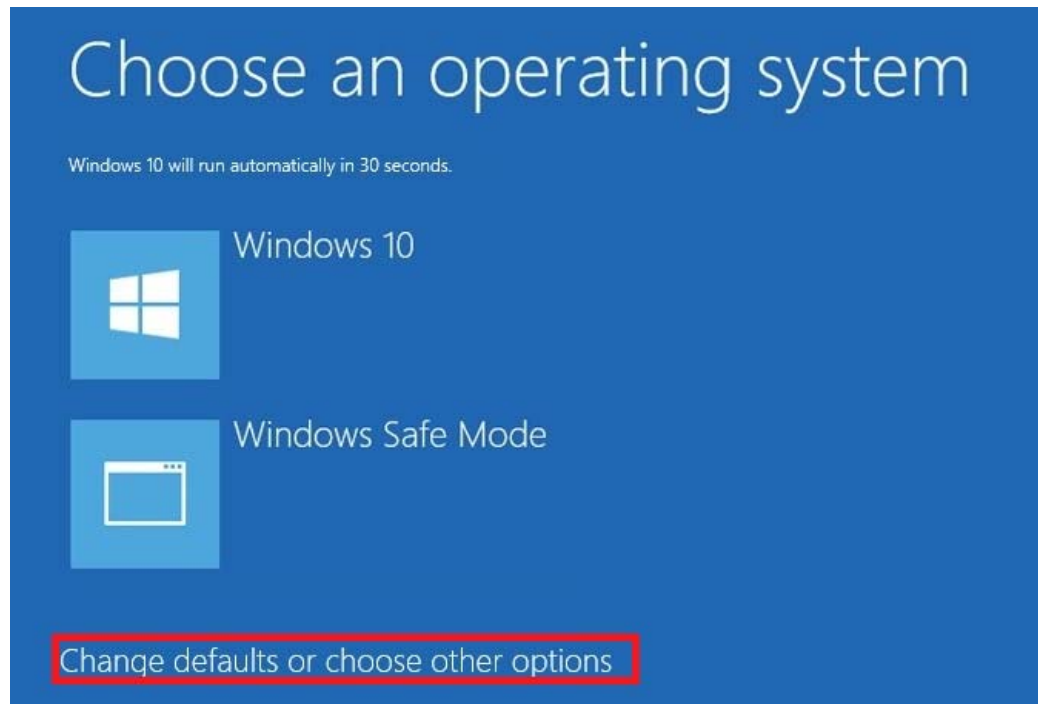 Choose an operating system
Windows 10 will run automatically in 30 seconds.
Windows 10
Windows Safe Mode
Change defaults or choose other options